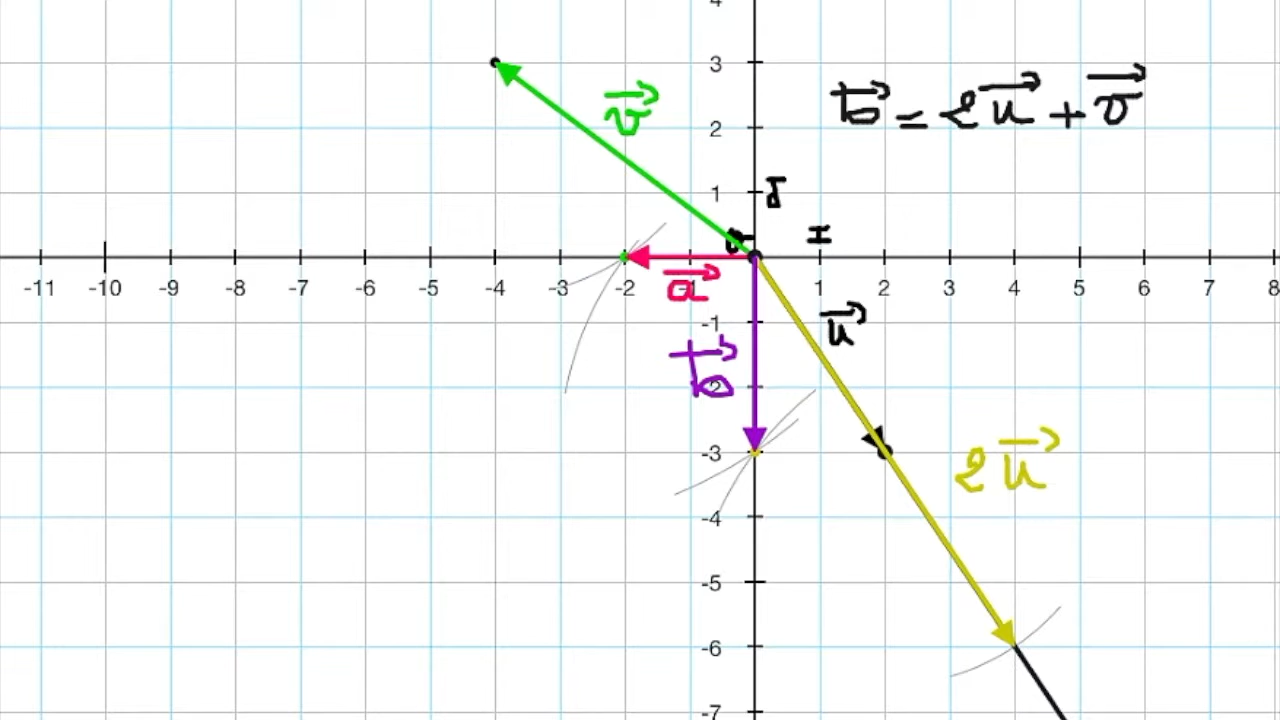 4
3
b⃗ = 2u⃗ + v⃗
v⃗
2
1
J
O
I
-11 -10 -9 -8 -7 -6 -5 -4 -3 -2 -1 1 2 3 4 5 6 7 8
a⃗
u⃗
-1
b⃗
-2
-3
2u⃗
-4
-5
-6
-7